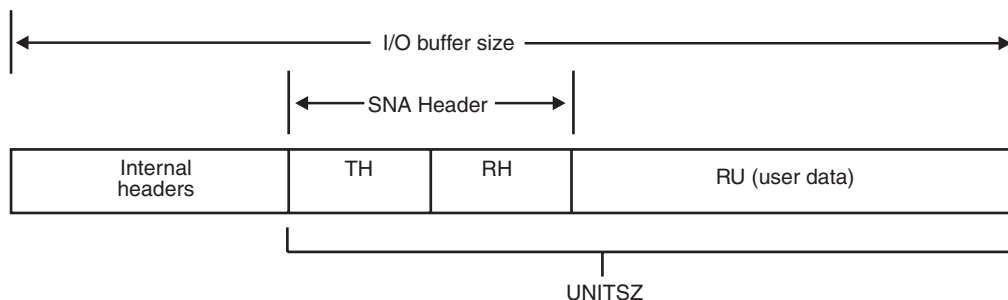 I/O buffer size
SNA Header
Internal
headers
TH
RH
RU (user data)
UNITSZ